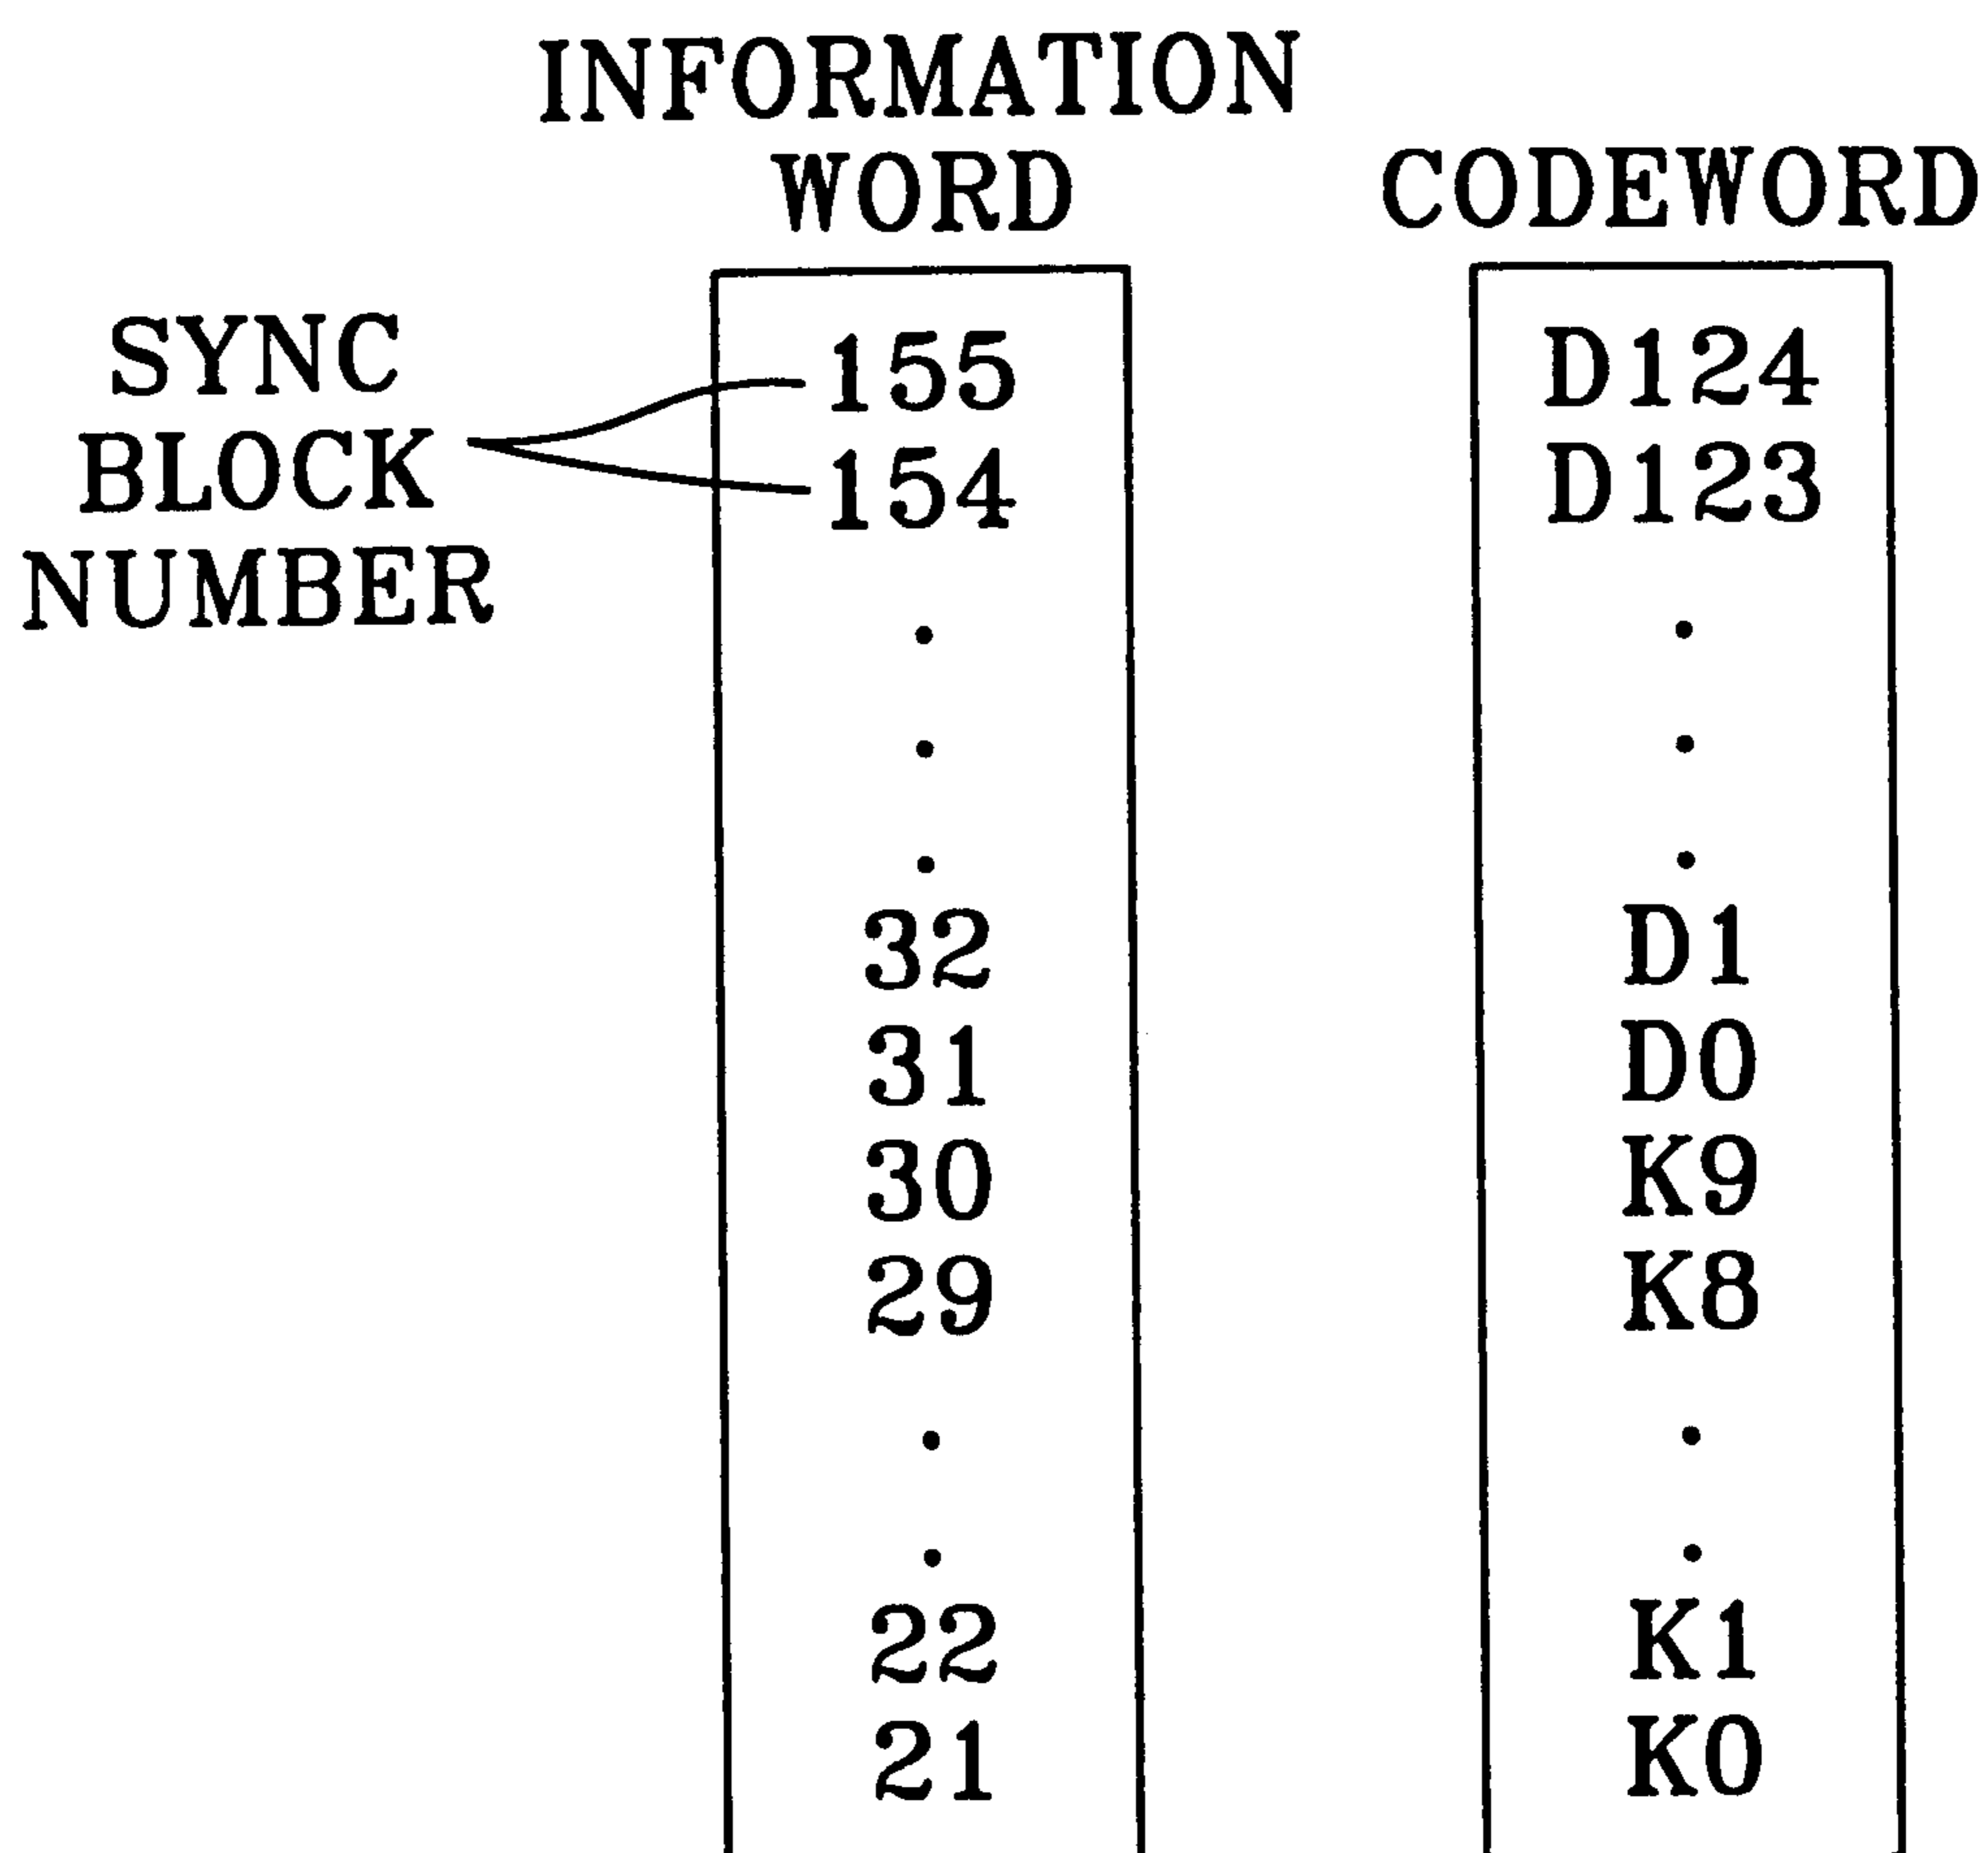 INFORMATION
WORD
CODEWORD
SYNC
BLOCK
NUMBER
155 D124
154 D123
. .
. .
. .
32 D1
31 D0
30 K9
29 K8
. .
. .
22 K1
21 K0